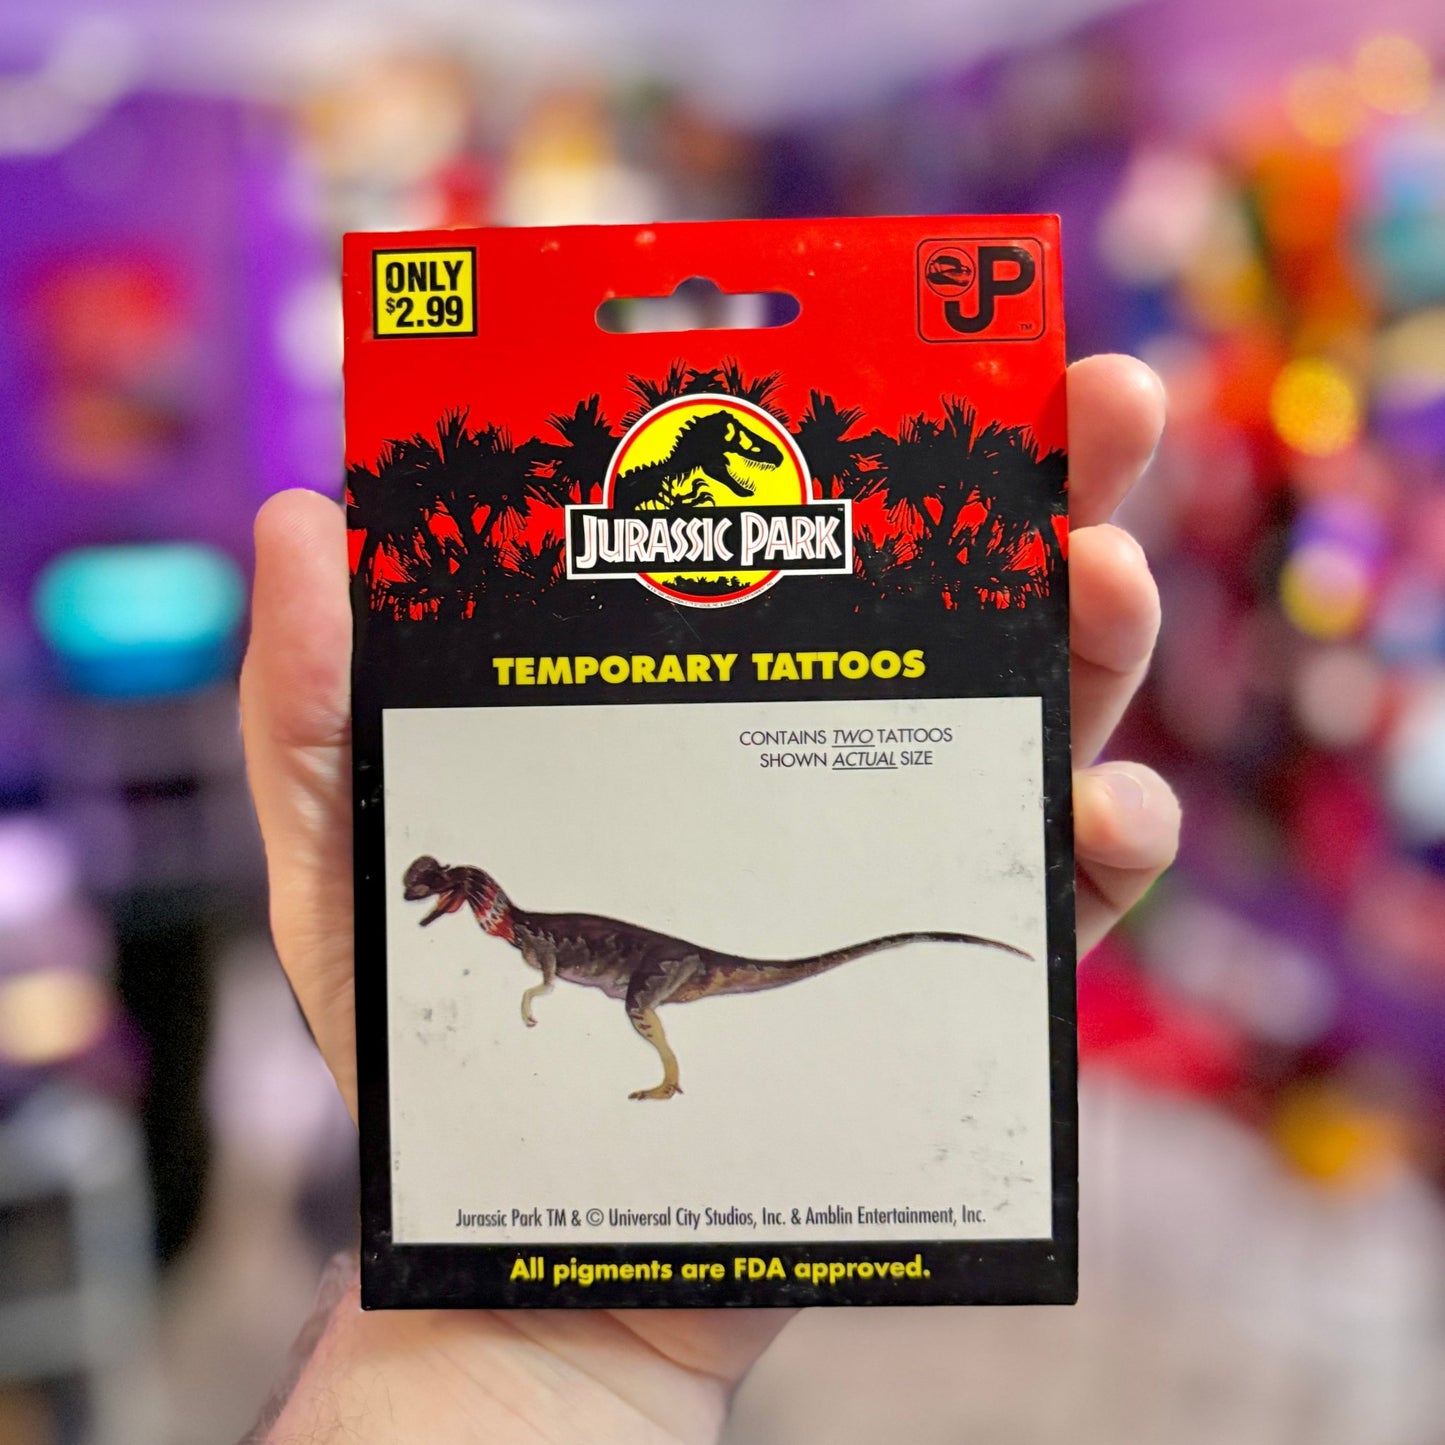 ONLY
$2.99
JP
TM
JURASSIC PARK
TEMPORARY TATTOOS
CONTAINS TWO TATTOOS
SHOWN ACTUAL SIZE
Jurassic Park TM & © Universal City Studios, Inc. & Amblin Entertainment, Inc.
All pigments are FDA approved.